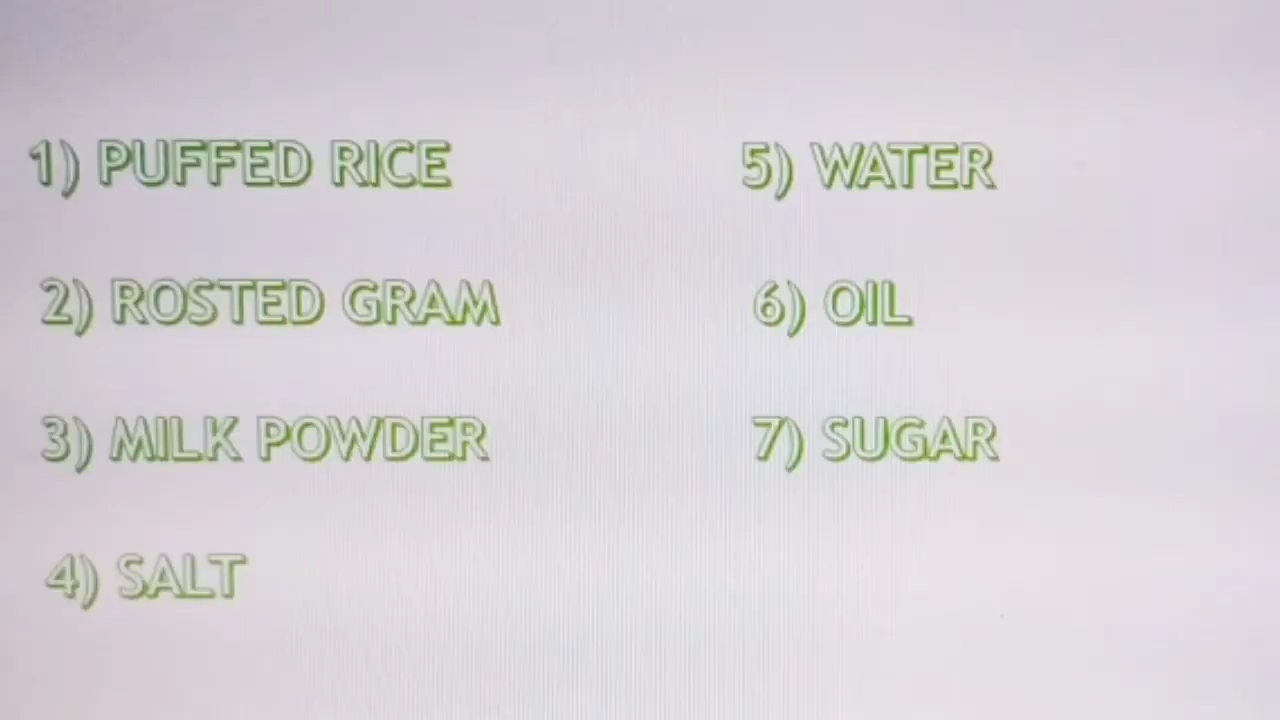 1) PUFFED RICE
2) ROSTED GRAM
3) MILK POWDER
4) SALT
5) WATER
6) OIL
7) SUGAR